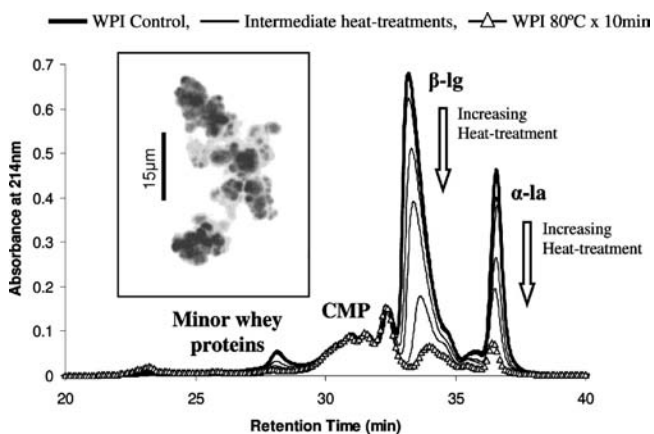 WPI Control, Intermediate heat-treatments, WPI 80ºC x 10min
0.7
0.6
0.5
0.4
0.3
0.2
0.1
0
Absorbance at 214nm
15µm
β-lg
Increasing
Heat-treatment
α-la
Increasing
Heat-treatment
Minor whey
proteins
CMP
20
25
30
35
40
Retention Time (min)